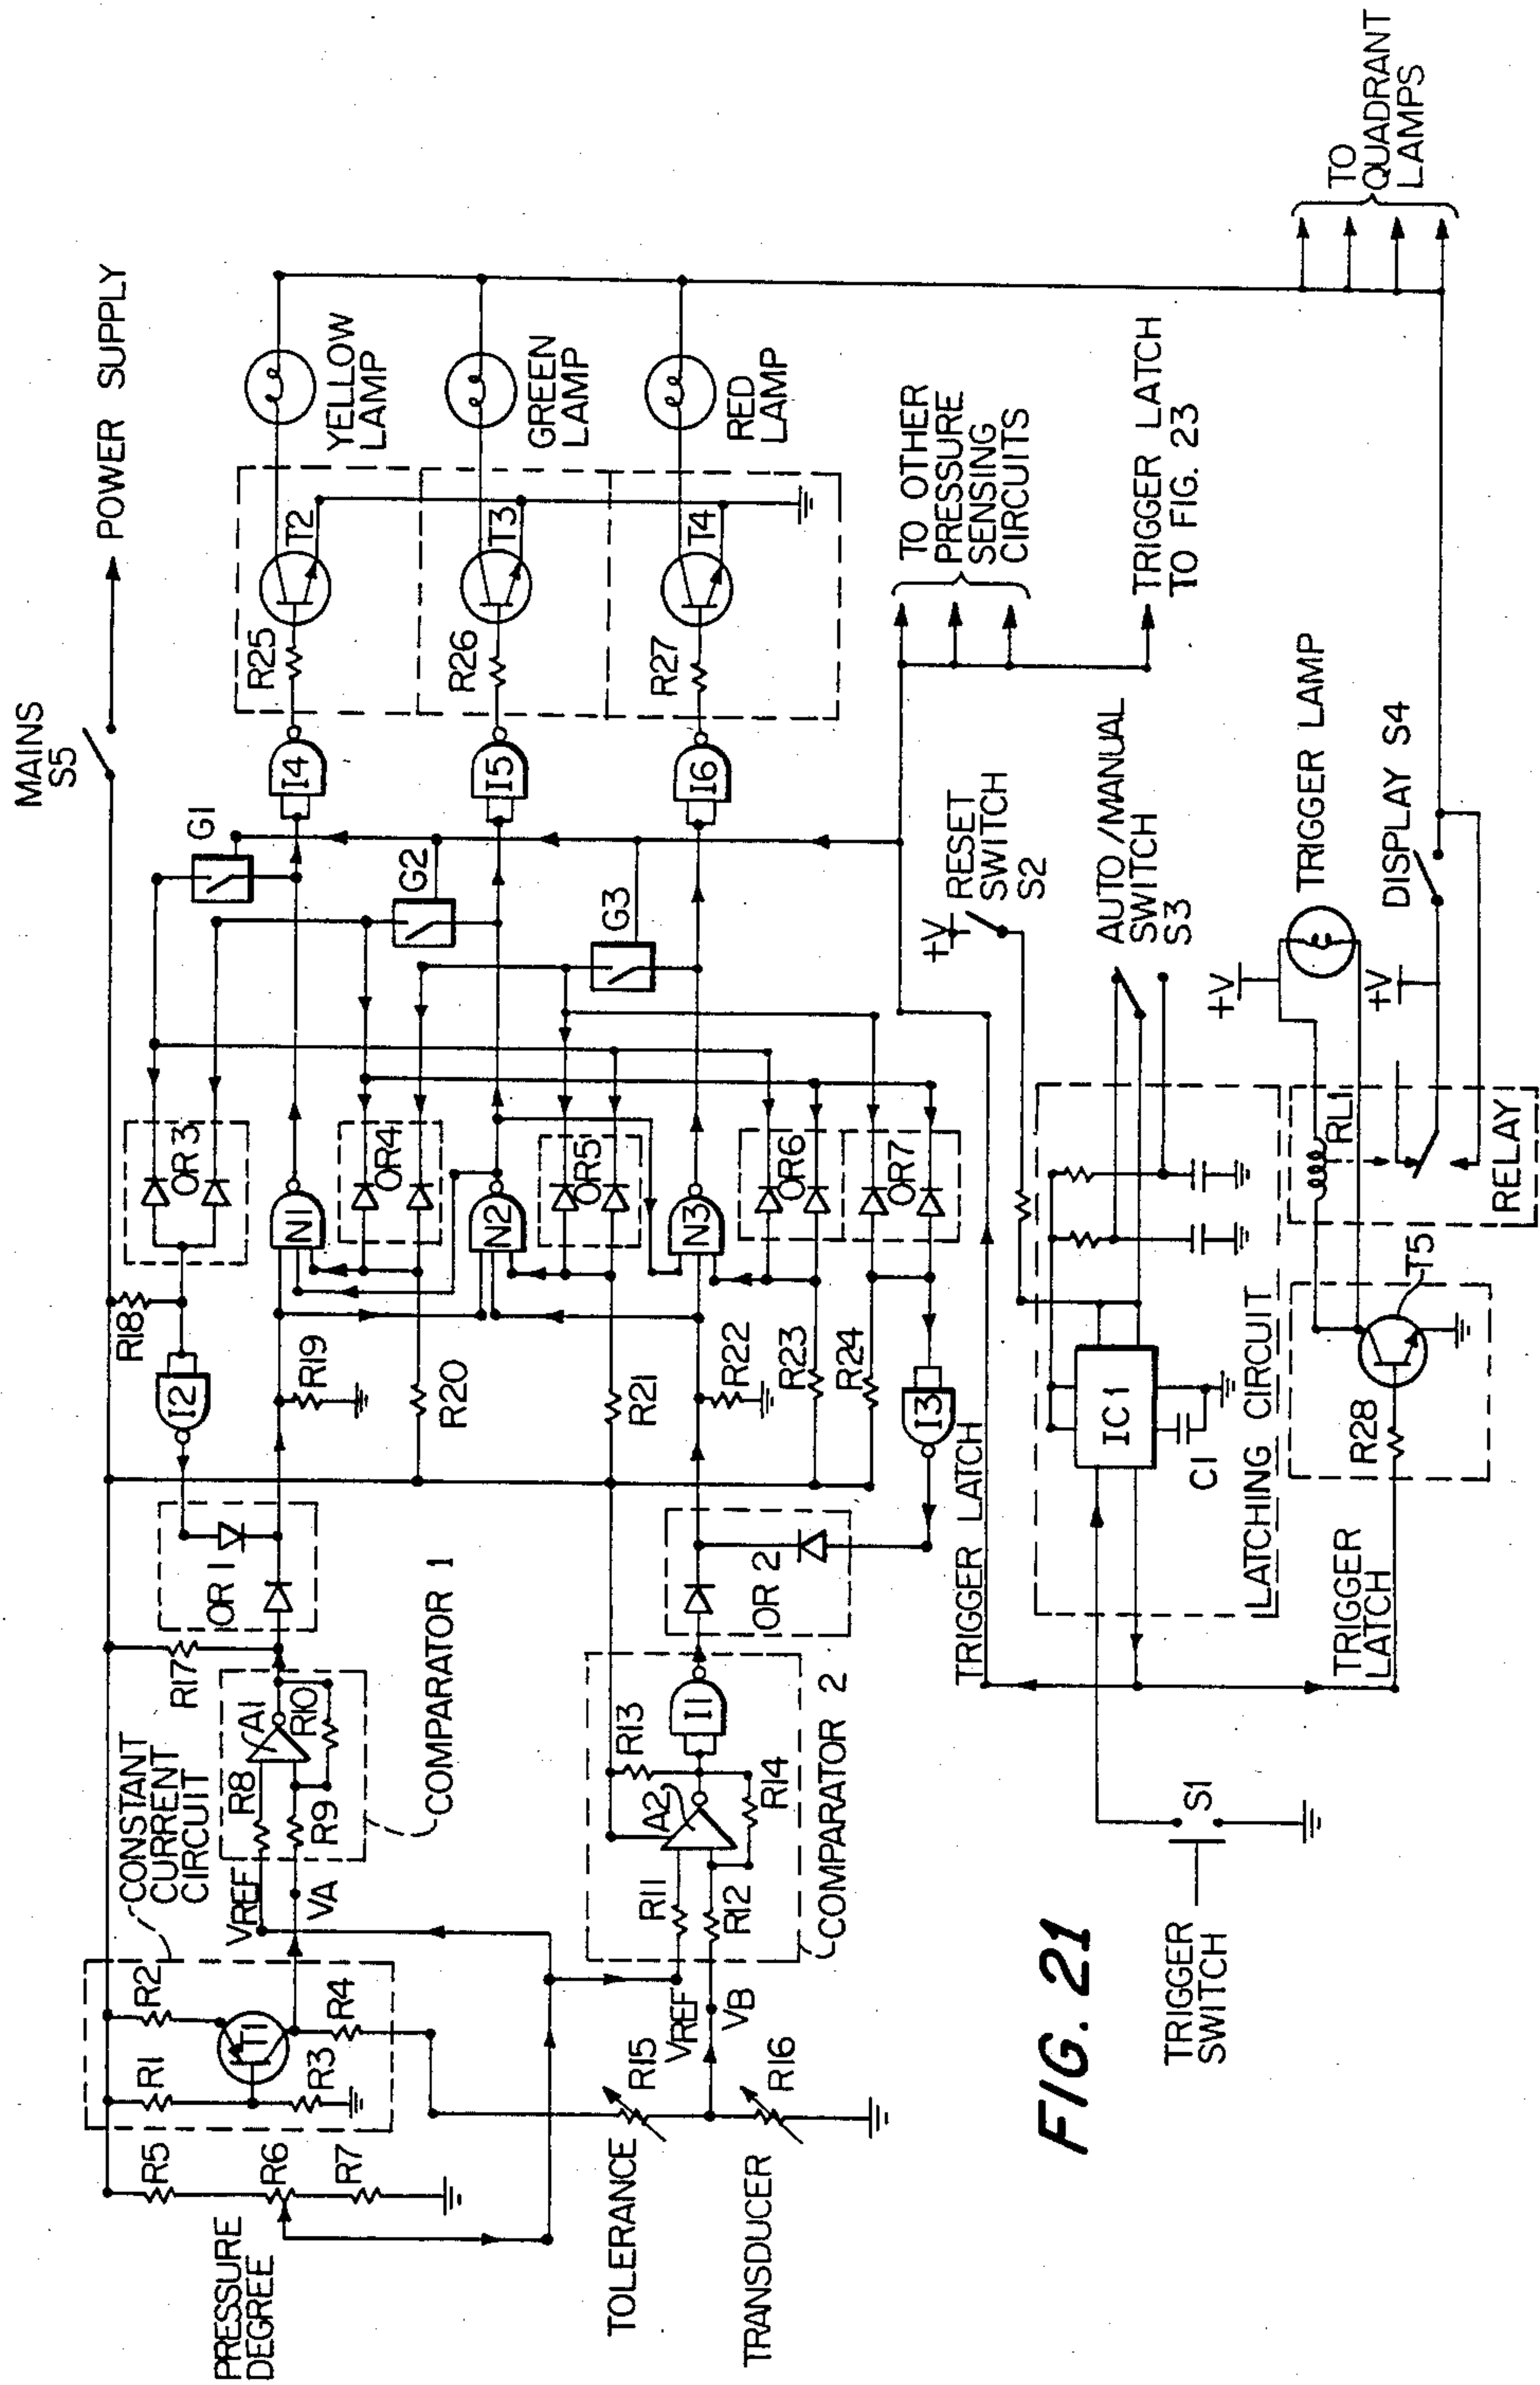 MAINS
S5
POWER SUPPLY
PRESSURE
DEGREE
R5
R6
R7
CONSTANT
CURRENT
CIRCUIT
R1
R2
T1
R3
R4
VREF
VA
R8
R9
A1
R10
COMPARATOR 1
R17
OR 1
I2
R18
R19
OR 3
N1
OR4
R20
G1
I4
R25
T2
YELLOW
LAMP
G2
N2
OR5
R21
I5
R26
T3
GREEN
LAMP
G3
N3
OR6
OR7
R22
R23
R24
I3
I6
R27
T4
RED
LAMP
TOLERANCE
R15
TRANSDUCER
R16
VREF
VB
R11
R12
A2
R13
R14
I1
COMPARATOR 2
OR 2
TRIGGER LATCH
TO OTHER
PRESSURE
SENSING
CIRCUITS
TRIGGER LATCH
TO FIG. 23
+V
RESET
SWITCH
S2
AUTO/MANUAL
SWITCH
S3
IC1
C1
LATCHING CIRCUIT
TRIGGER
SWITCH
S1
TRIGGER
LATCH
R28
T5
RL1
RELAY
+V
TRIGGER LAMP
+V
DISPLAY S4
TO
QUADRANT
LAMPS
FIG. 21